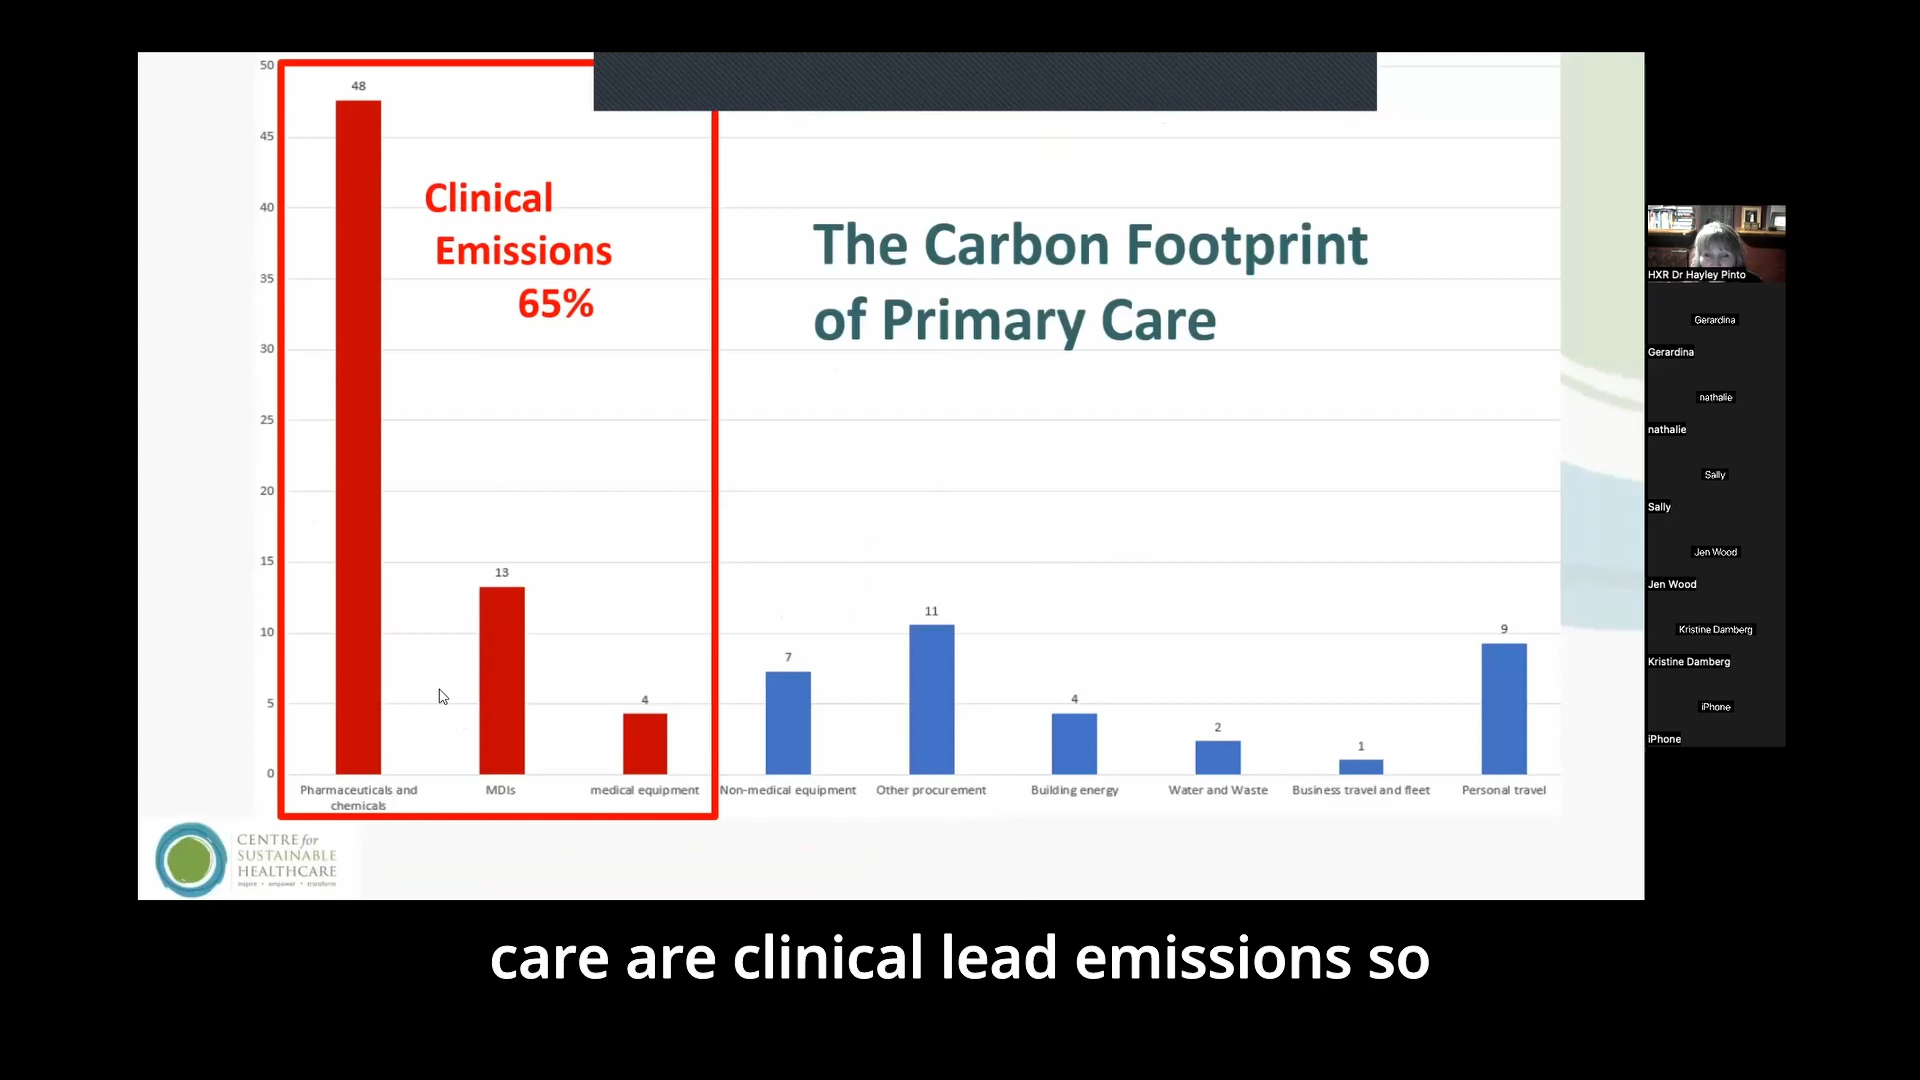 50
45
40
35
30
25
20
15
10
5
0
48
13
4
7
11
4
2
1
9
Clinical
Emissions
65%
The Carbon Footprint
of Primary Care
Pharmaceuticals and
chemicals
MDIs
medical equipment
Non-medical equipment
Other procurement
Building energy
Water and Waste
Business travel and fleet
Personal travel
CENTRE for
SUSTAINABLE
HEALTHCARE
inspire • empower • transform
HXR Dr Hayley Pinto
Gerardina
Gerardina
nathalie
nathalie
Sally
Sally
Jen Wood
Jen Wood
Kristine Damberg
Kristine Damberg
iPhone
iPhone
care are clinical lead emissions so